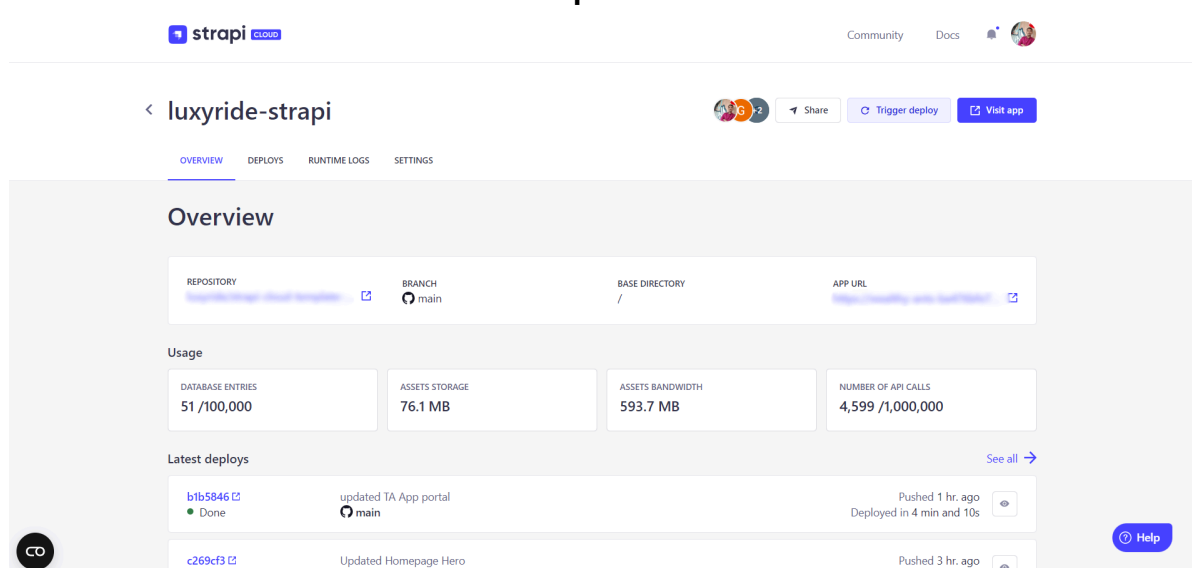 strapi CLOUD
Community Docs
luxyride-strapi
G +2 Share Trigger deploy Visit app
OVERVIEW DEPLOYS RUNTIME LOGS SETTINGS
Overview
REPOSITORY
BRANCH
main
BASE DIRECTORY
/
APP URL
Usage
DATABASE ENTRIES
51 /100,000
ASSETS STORAGE
76.1 MB
ASSETS BANDWIDTH
593.7 MB
NUMBER OF API CALLS
4,599 /1,000,000
Latest deploys
See all
b1b5846
Done
updated TA App portal
main
Pushed 1 hr. ago
Deployed in 4 min and 10s
Help
c269cf3
Updated Homepage Hero
Pushed 3 hr. ago